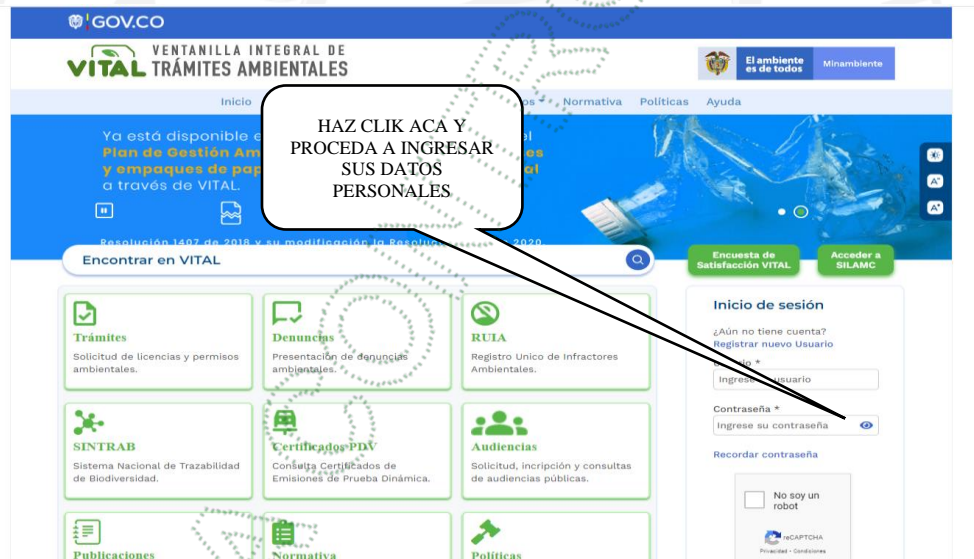 GOV.CO
VENTANILLA INTEGRAL DE
VITAL TRÁMITES AMBIENTALES
El ambiente
es de todos
Minambiente
Inicio
Normativa Políticas Ayuda
HAZ CLIK ACA Y
PROCEDA A INGRESAR
SUS DATOS
PERSONALES
Ya está disponible
Plan de Gestión
y empaques de
a través de VITAL.
Resolución 1407 de 2018 y su modificación la 2020
A-
A+
Encontrar en VITAL
Encuesta de
Satisfacción VITAL
Acceder a
SILAMC
Trámites
Solicitud de licencias y permisos
ambientales.
Denuncias
Presentación de denuncias
ambientales.
RUIA
Registro Unico de Infractores
Ambientales.
SINTRAB
Sistema Nacional de Trazabilidad
de Biodiversidad.
Certificados PDV
Consulta Certificados de
Emisiones de Prueba Dinámica.
Audiencias
Solicitud, incripción y consultas
de audiencias públicas.
Publicaciones
Normativa
Políticas
Inicio de sesión
¿Aún no tiene cuenta?
Registrar nuevo Usuario
Ingrese usuario
Contraseña *
Ingrese su contraseña
Recordar contraseña
No soy un
robot
reCAPTCHA
Privacidad - Condiciones